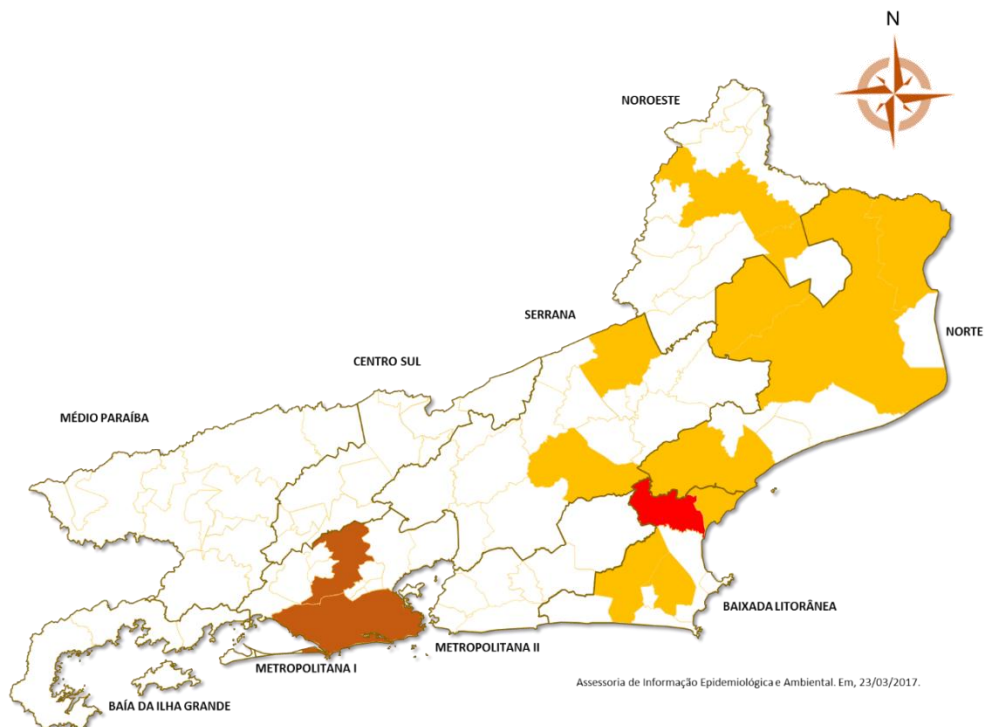 N
NOROESTE
SERRANA
NORTE
CENTRO SUL
MÉDIO PARAÍBA
BAIXADA LITORÂNEA
METROPOLITANA II
METROPOLITANA I
Assessoria de Informação Epidemiológica e Ambiental. Em, 23/03/2017.
BAÍA DA ILHA GRANDE